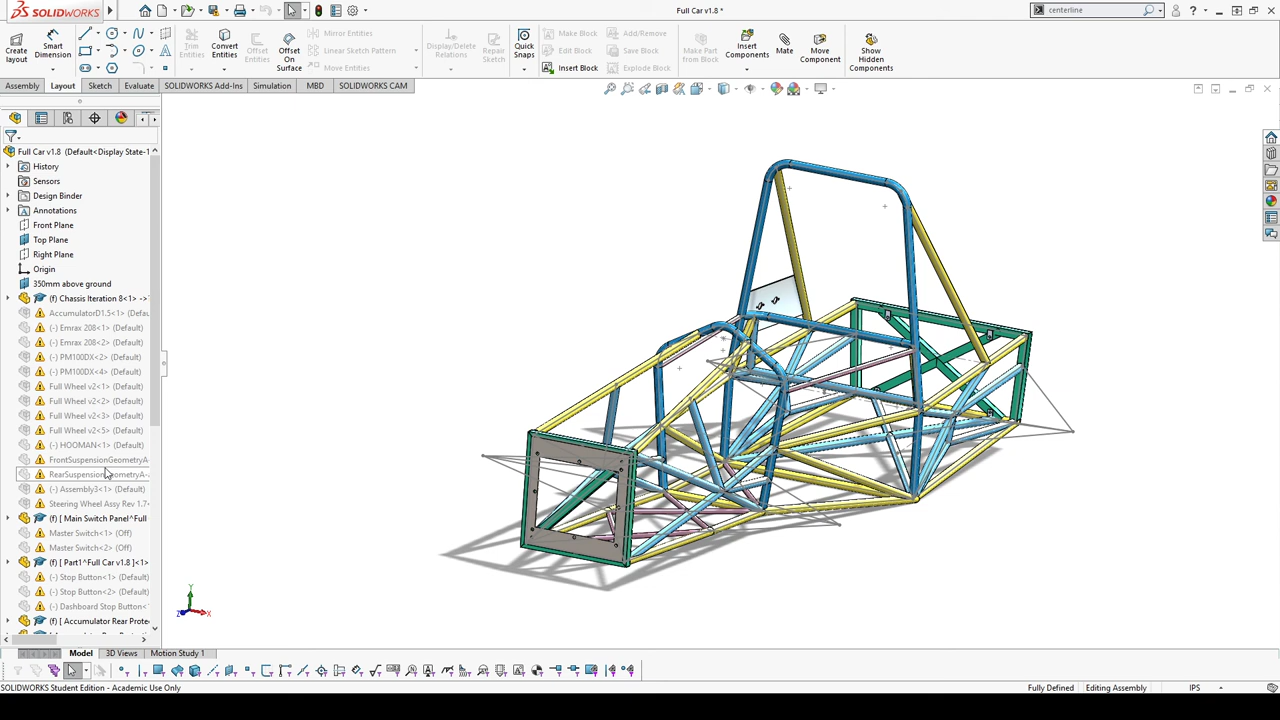 SOLIDWORKS
Full Car v1.8 *
centerline
Create Layout
Smart Dimension
Trim Entities
Convert Entities
Offset Entities
Offset On Surface
Mirror Entities
Linear Sketch Pattern
Move Entities
Display/Delete Relations
Repair Sketch
Quick Snaps
Make Block
Edit Block
Insert Block
Add/Remove
Save Block
Explode Block
Make Part from Block
Insert Components
Mate
Move Component
Show Hidden Components
Assembly
Layout
Sketch
Evaluate
SOLIDWORKS Add-Ins
Simulation
MBD
SOLIDWORKS CAM
Full Car v1.8 (Default<Display State-1
History
Sensors
Design Binder
Annotations
Front Plane
Top Plane
Right Plane
Origin
350mm above ground
(f) Chassis Iteration 8<1> ->
AccumulatorD1.5<1> (Defau
(-) Emrax 208<1> (Default)
(-) Emrax 208<2> (Default)
(-) PM100DX<2> (Default)
(-) PM100DX<4> (Default)
Full Wheel v2<1> (Default)
Full Wheel v2<2> (Default)
Full Wheel v2<3> (Default)
Full Wheel v2<5> (Default)
(-) HOOMAN<1> (Default)
FrontSuspensionGeometryA-
RearSuspensionGeometryA-
(-) Assembly3<1> (Default)
Steering Wheel Assy Rev 1.7
(f) [ Main Switch Panel^Full
Master Switch<1> (Off)
Master Switch<2> (Off)
(f) [ Part1^Full Car v1.8 ]<1>
(-) Stop Button<1> (Default)
(-) Stop Button<2> (Default)
(-) Dashboard Stop Button<
(f) [ Accumulator Rear Prote
Y
Z
X
Model
3D Views
Motion Study 1
SOLIDWORKS Student Edition - Academic Use Only
Fully Defined
Editing Assembly
IPS